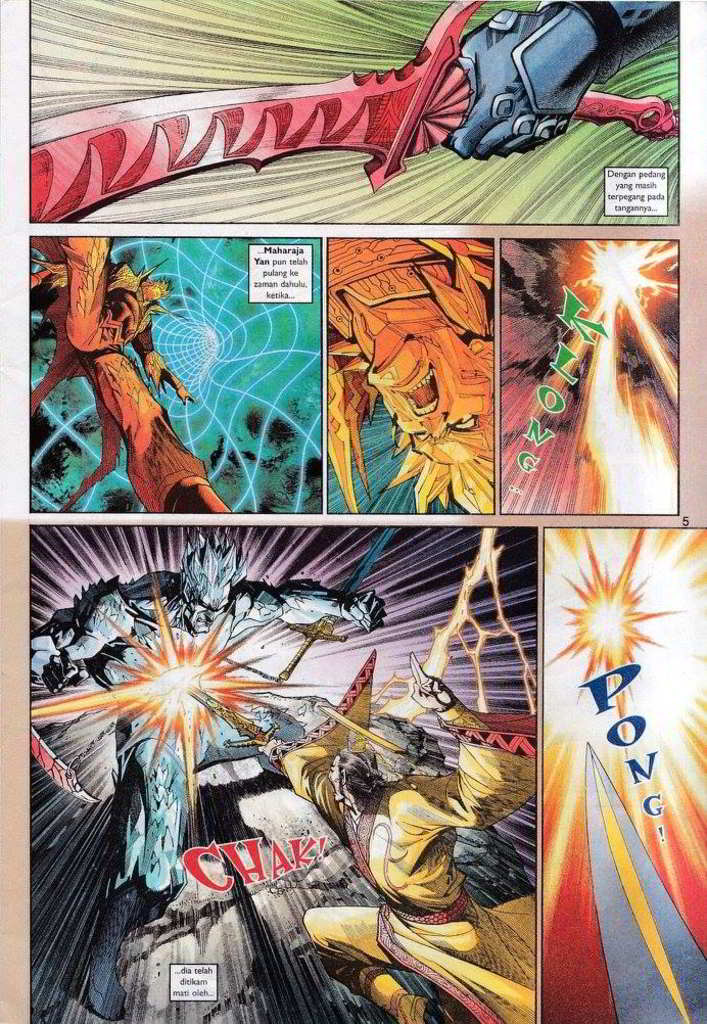 Dengan pedang
yang masih
terpegang pada
tangannya...
...Maharaja
Yan pun telah
pulang ke
zaman dahulu,
ketika...
KLONG!
5
PONG!
CHAK!
...dia telah
ditikam
mati oleh...